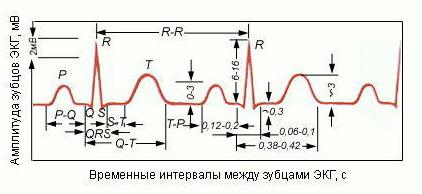 Амплитуда зубцов ЭКГ, мВ
2мВ
R
R-R
R
P
T
0-3
6-16
~3
P-Q
Q S
S-T
T-P
0,12-0,2
~0,3
0,06-0,1
QRS
Q-T
0,38-0,42
Временные интервалы между зубцами ЭКГ, с